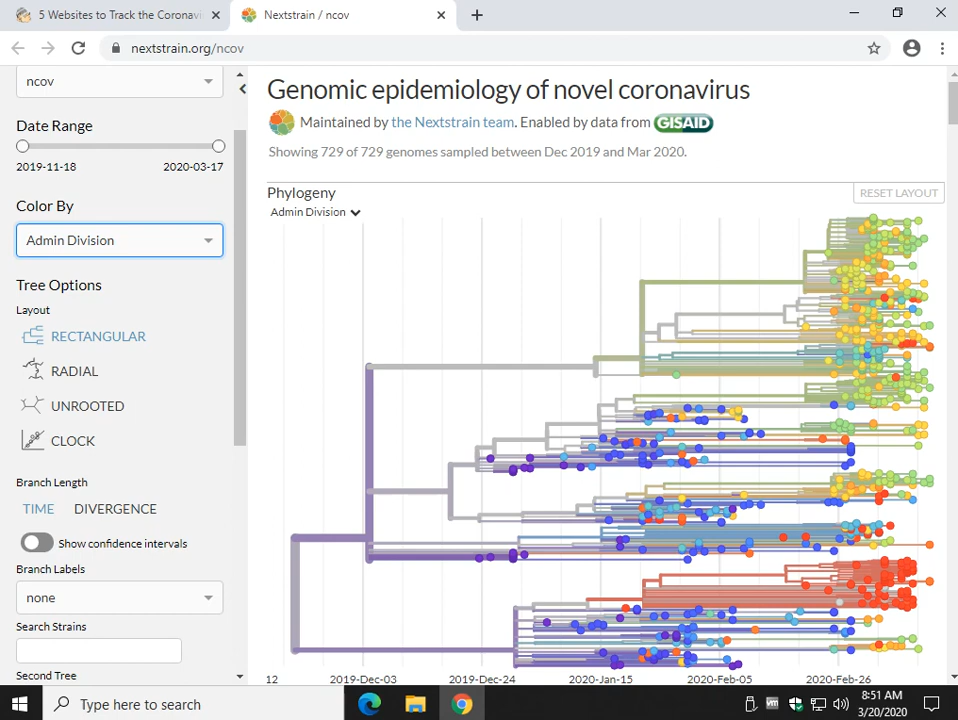 5 Websites to Track the Coronavi
Nextstrain / ncov
nextstrain.org/ncov
ncov
Date Range
2019-11-18
2020-03-17
Color By
Admin Division
Tree Options
Layout
RECTANGULAR
RADIAL
UNROOTED
CLOCK
Branch Length
TIME DIVERGENCE
Show confidence intervals
Branch Labels
none
Search Strains
Second Tree
Genomic epidemiology of novel coronavirus
Maintained by the Nextstrain team. Enabled by data from GISAID
Showing 729 of 729 genomes sampled between Dec 2019 and Mar 2020.
Phylogeny
RESET LAYOUT
Admin Division
12 2019-Dec-03 2019-Dec-24 2020-Jan-15 2020-Feb-05 2020-Feb-26
Type here to search
vm
8:51 AM
3/20/2020